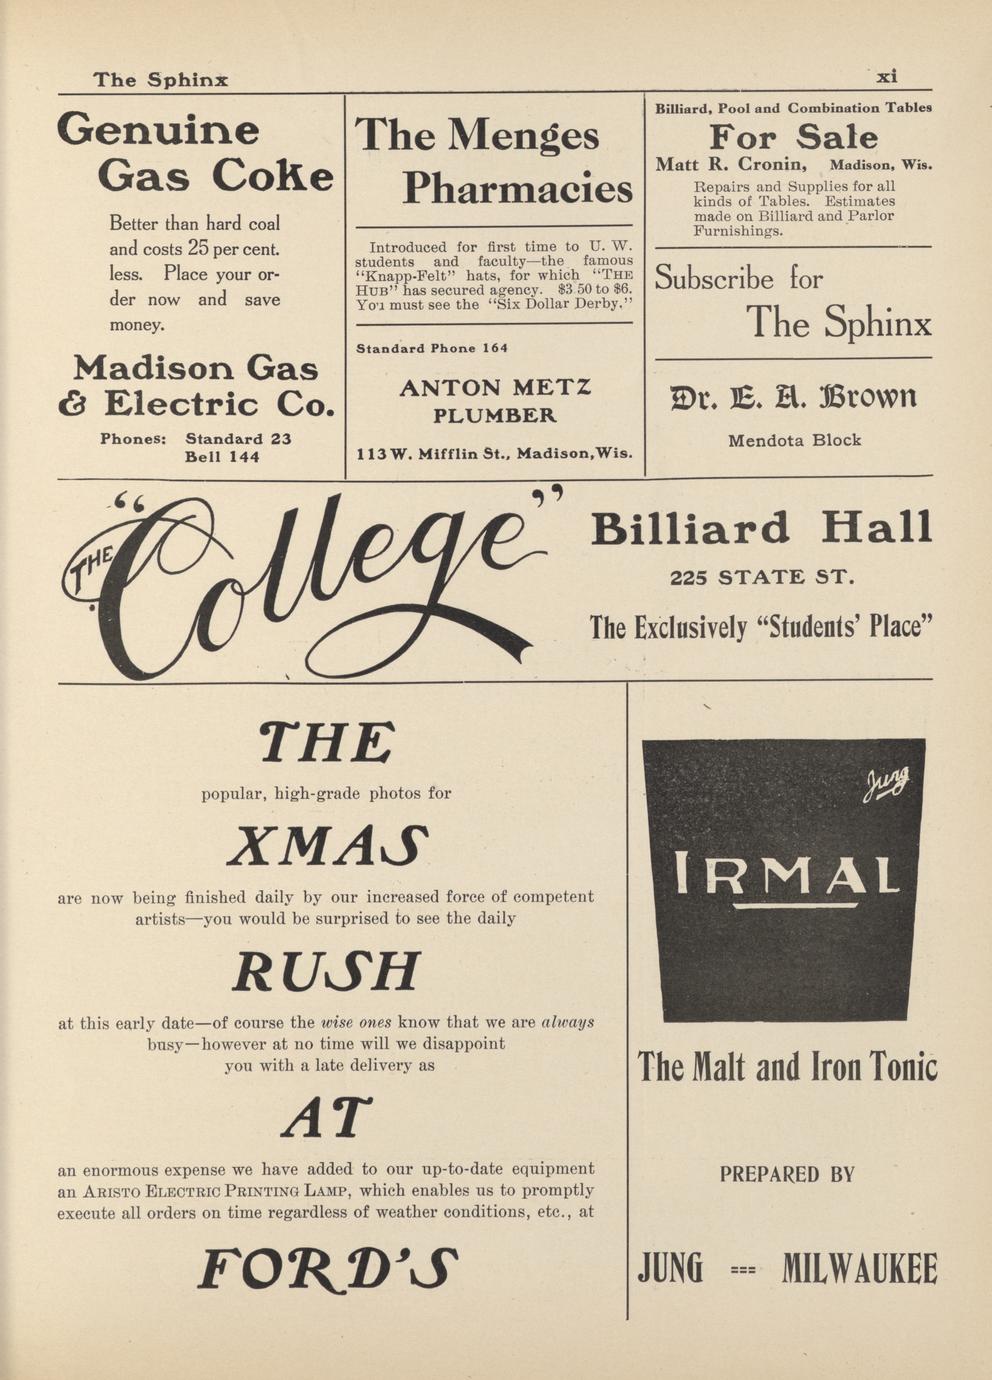 The Sphinx
xi
Genuine
Gas Coke
Better than hard coal
and costs 25 per cent.
less. Place your or-
der now and save
money.
Madison Gas
& Electric Co.
Phones: Standard 23
Bell 144
The Menges
Pharmacies
Introduced for first time to U. W.
students and faculty—the famous
“Knapp-Felt” hats, for which “THE
HUB” has secured agency. $3.50 to $6.
You must see the “Six Dollar Derby.”
Standard Phone 164
ANTON METZ
PLUMBER
113 W. Mifflin St., Madison, Wis.
Billiard, Pool and Combination Tables
For Sale
Matt R. Cronin, Madison, Wis.
Repairs and Supplies for all
kinds of Tables. Estimates
made on Billiard and Parlor
Furnishings.
Subscribe for
The Sphinx
Dr. E. A. Brown
Mendota Block
THE
“College”
Billiard Hall
225 STATE ST.
The Exclusively “Students’ Place”
THE
popular, high-grade photos for
XMAS
are now being finished daily by our increased force of competent
artists—you would be surprised to see the daily
RUSH
at this early date—of course the wise ones know that we are always
busy—however at no time will we disappoint
you with a late delivery as
AT
an enormous expense we have added to our up-to-date equipment
an ARISTO ELECTRIC PRINTING LAMP, which enables us to promptly
execute all orders on time regardless of weather conditions, etc., at
FORD’S
Jung
IRMAL
The Malt and Iron Tonic
PREPARED BY
JUNG === MILWAUKEE